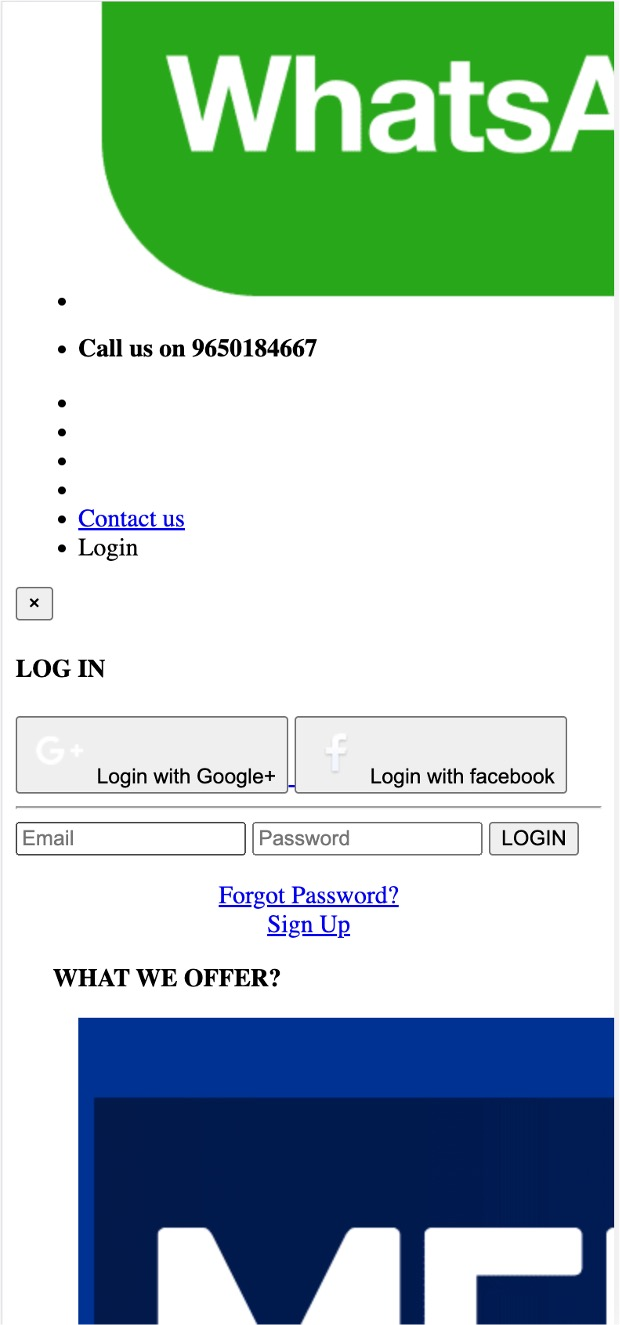 WhatsA
Call us on 9650184667
Contact us
Login
×
LOG IN
G+ Login with Google+ f Login with facebook
Email Password LOGIN
Forgot Password?
Sign Up
WHAT WE OFFER?